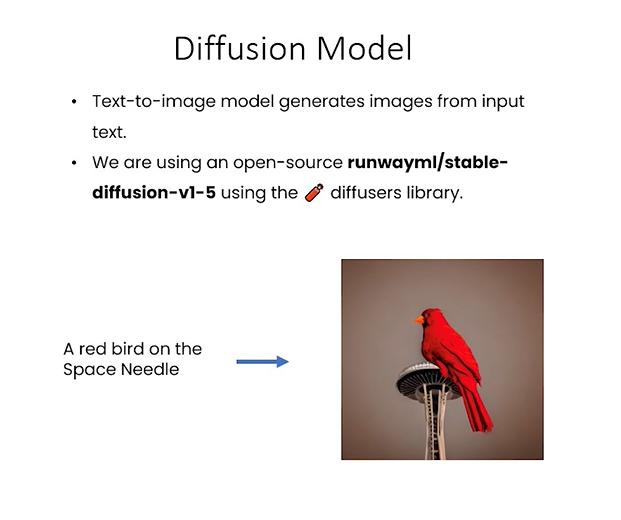 Diffusion Model
• Text-to-image model generates images from input
text.
• We are using an open-source runwayml/stable-
diffusion-v1-5 using the 🧨 diffusers library.
A red bird on the
Space Needle